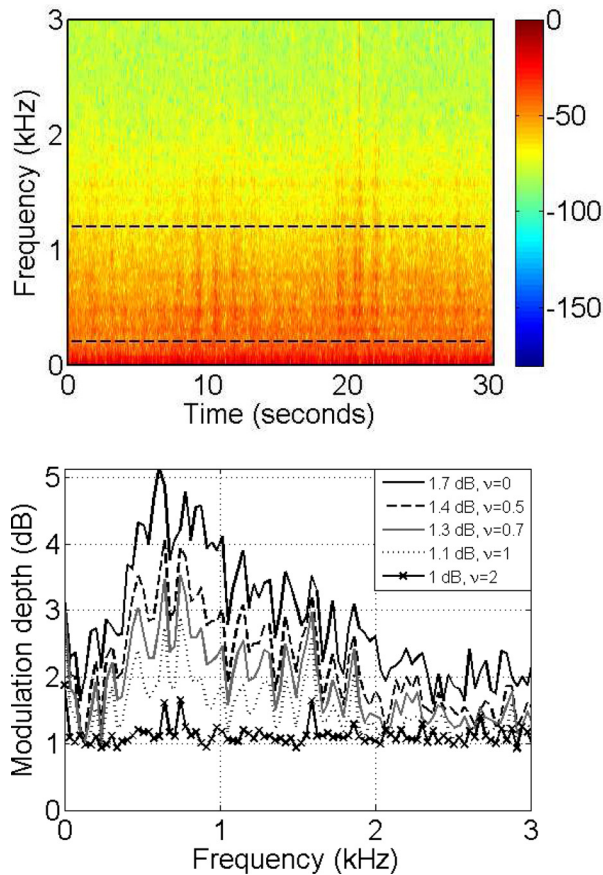 3
2
1
0
Frequency (kHz)
0 10 20 30
Time (seconds)
0
-50
-100
-150
5
4
3
2
1
0
Modulation depth (dB)
1.7 dB, ν=0
1.4 dB, ν=0.5
1.3 dB, ν=0.7
1.1 dB, ν=1
1 dB, ν=2
0 1 2 3
Frequency (kHz)